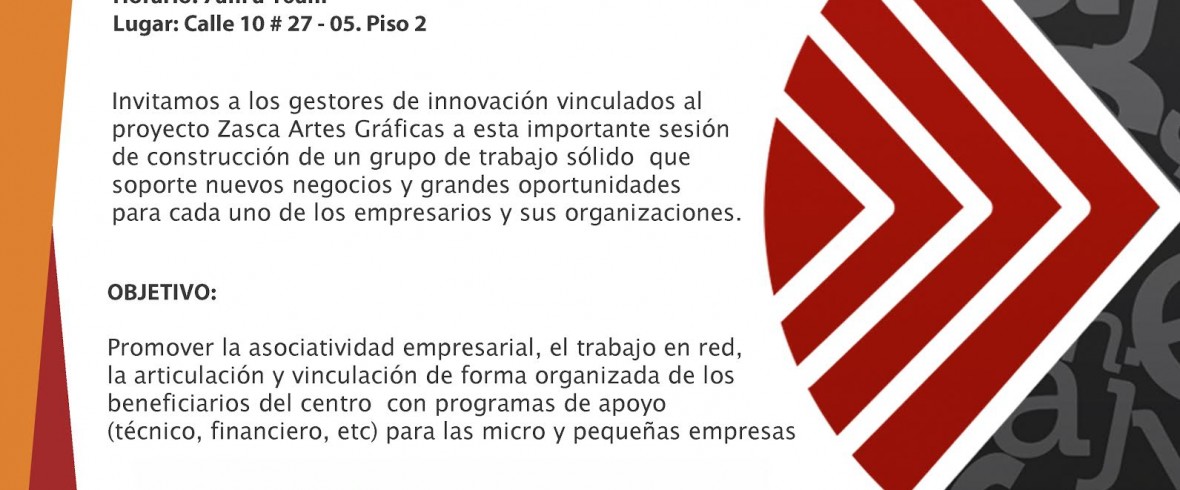 Horario: 7am a 10am
Lugar: Calle 10 # 27 - 05. Piso 2
Invitamos a los gestores de innovación vinculados al
proyecto Zasca Artes Gráficas a esta importante sesión
de construcción de un grupo de trabajo sólido que
soporte nuevos negocios y grandes oportunidades
para cada uno de los empresarios y sus organizaciones.
OBJETIVO:
Promover la asociatividad empresarial, el trabajo en red,
la articulación y vinculación de forma organizada de los
beneficiarios del centro con programas de apoyo
(técnico, financiero, etc) para las micro y pequeñas empresas